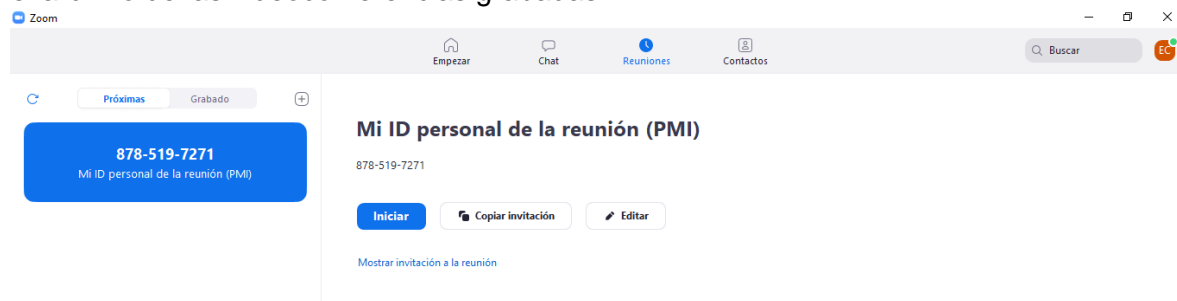 grabadas
Zoom
Empezar Chat Reuniones Contactos
Buscar
EC
Próximas Grabado
878-519-7271
Mi ID personal de la reunión (PMI)
Mi ID personal de la reunión (PMI)
878-519-7271
Iniciar Copiar invitación Editar
Mostrar invitación a la reunión